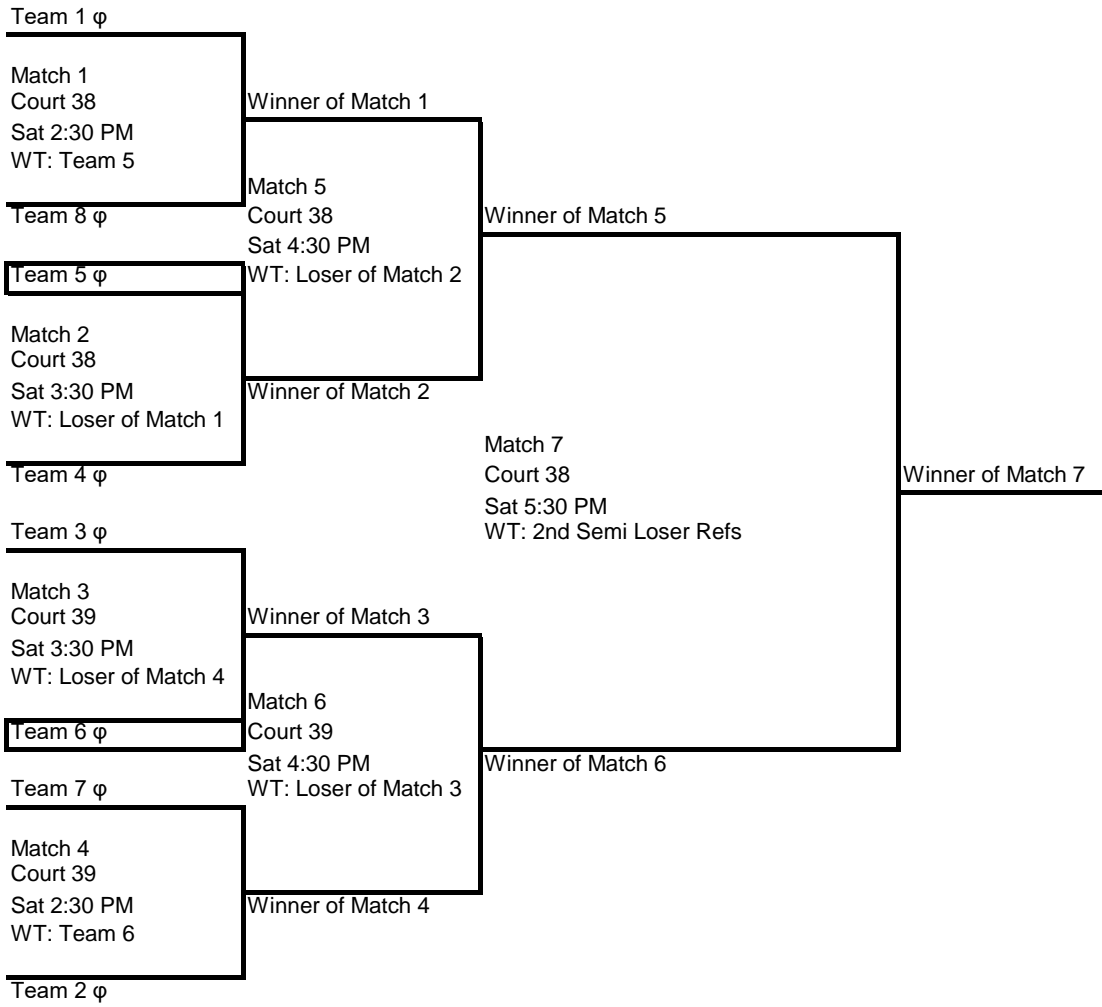 Team 1 φ
Match 1
Court 38
Sat 2:30 PM
WT: Team 5
Team 8 φ
Team 5 φ
Match 2
Court 38
Sat 3:30 PM
WT: Loser of Match 1
Team 4 φ
Team 3 φ
Match 3
Court 39
Sat 3:30 PM
WT: Loser of Match 4
Team 6 φ
Team 7 φ
Match 4
Court 39
Sat 2:30 PM
WT: Team 6
Team 2 φ
Winner of Match 1
Match 5
Court 38
Sat 4:30 PM
WT: Loser of Match 2
Winner of Match 2
Winner of Match 3
Match 6
Court 39
Sat 4:30 PM
WT: Loser of Match 3
Winner of Match 4
Winner of Match 5
Match 7
Court 38
Sat 5:30 PM
WT: 2nd Semi Loser Refs
Winner of Match 6
Winner of Match 7